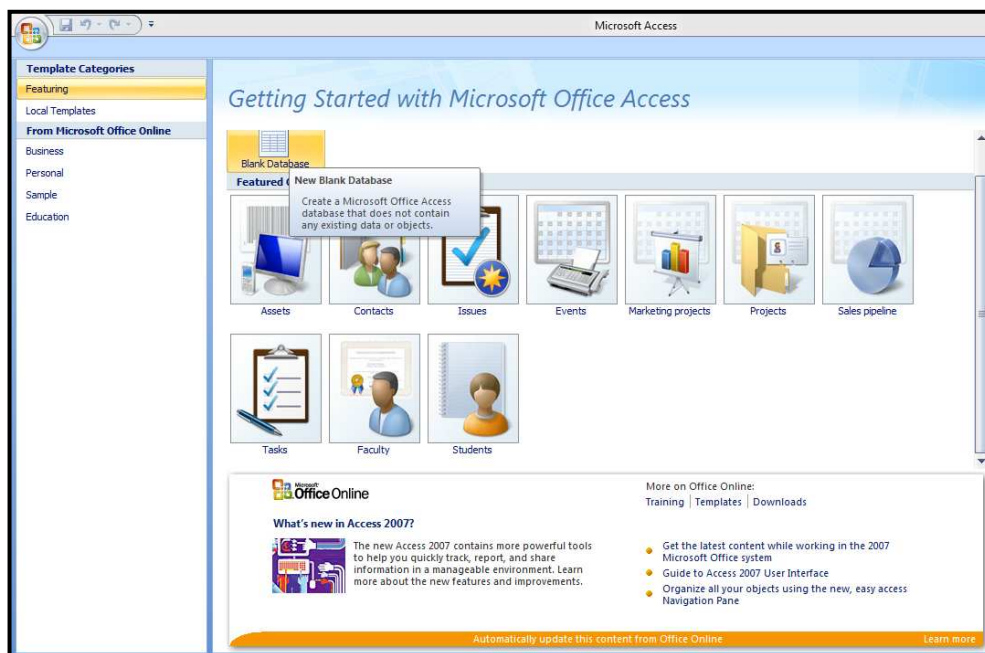 Microsoft Access
Template Categories
Featuring
Local Templates
From Microsoft Office Online
Business
Personal
Sample
Education
Getting Started with Microsoft Office Access
Blank Database
Featured
New Blank Database
Create a Microsoft Office Access
database that does not contain
any existing data or objects.
Assets
Contacts
Issues
Events
Marketing projects
Projects
Sales pipeline
Tasks
Faculty
Students
Microsoft
Office Online
What's new in Access 2007?
The new Access 2007 contains more powerful tools
to help you quickly track, report, and share
information in a manageable environment. Learn
more about the new features and improvements.
More on Office Online:
Training | Templates | Downloads
Get the latest content while working in the 2007
Microsoft Office system
Guide to Access 2007 User Interface
Organize all your objects using the new, easy access
Navigation Pane
Automatically update this content from Office Online
Learn more